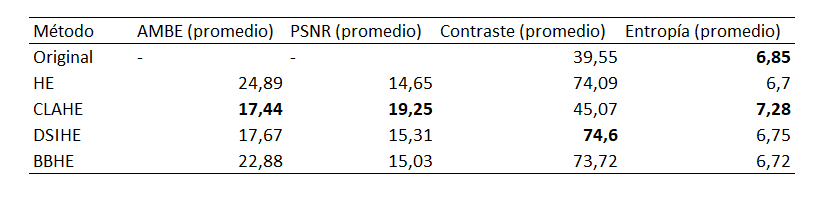 Método AMBE (promedio) PSNR (promedio) Contraste (promedio) Entropía (promedio)
Original - - 39,55 6,85
HE 24,89 14,65 74,09 6,7
CLAHE 17,44 19,25 45,07 7,28
DSIHE 17,67 15,31 74,6 6,75
BBHE 22,88 15,03 73,72 6,72